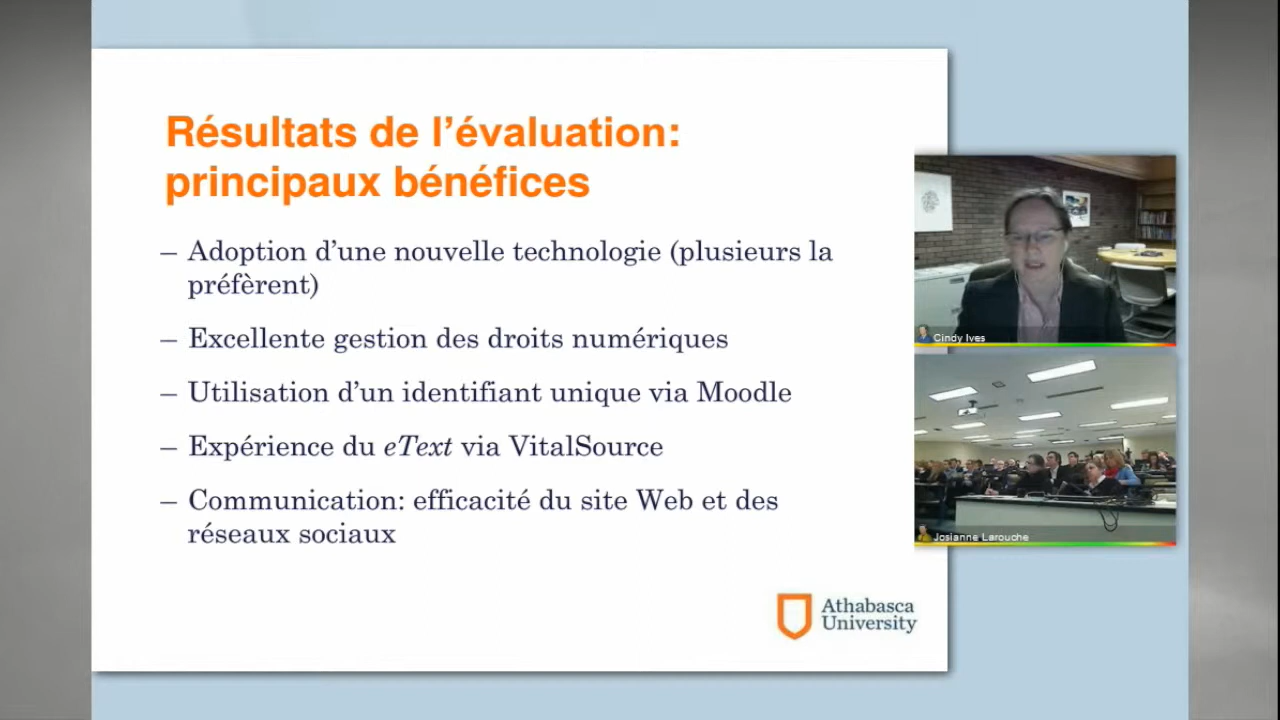 Résultats de l’évaluation:
principaux bénéfices
– Adoption d’une nouvelle technologie (plusieurs la
préfèrent)
– Excellente gestion des droits numériques
– Utilisation d’un identifiant unique via Moodle
– Expérience du eText via VitalSource
– Communication: efficacité du site Web et des
réseaux sociaux
Athabasca
University
Cindy Ives
Josianne Larouche